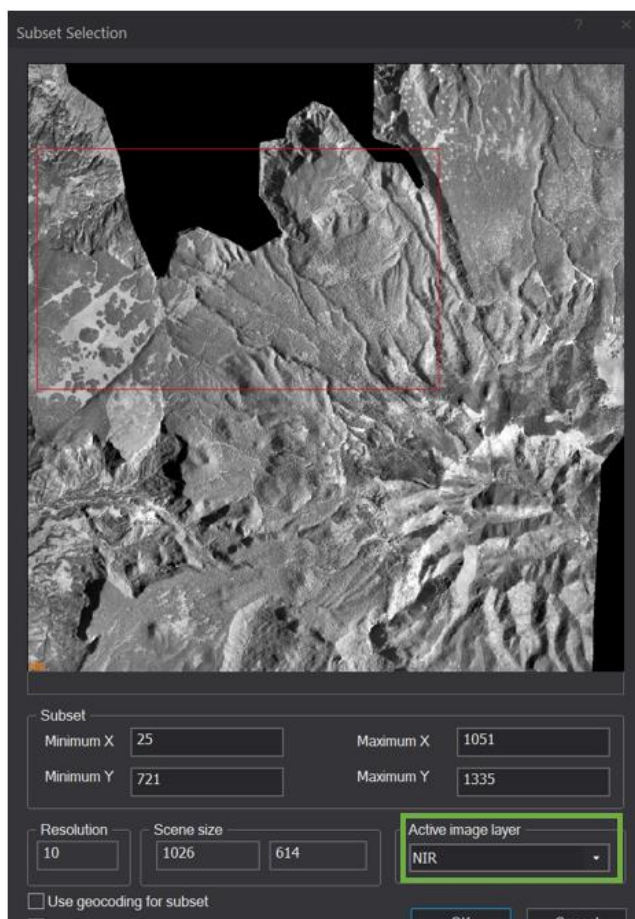 Subset Selection
? ×
Subset
Minimum X 25 Maximum X 1051
Minimum Y 721 Maximum Y 1335
Resolution Scene size Active image layer
10 1026 614 NIR
Use geocoding for subset